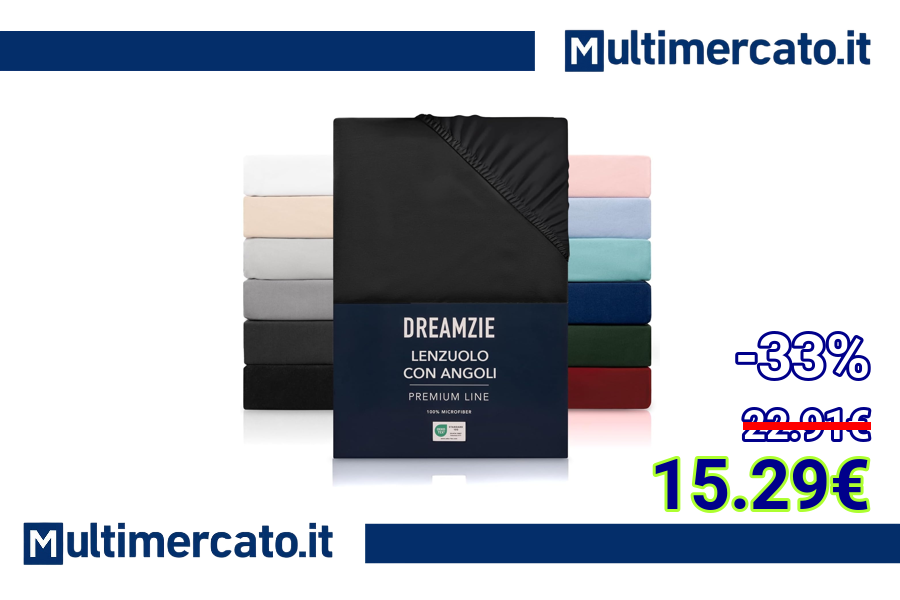 Multimercato.it
DREAMZIE
LENZUOLO
CON ANGOLI
PREMIUM LINE
100% MICROFIBER
-33%
22.91€
15.29€
Multimercato.it